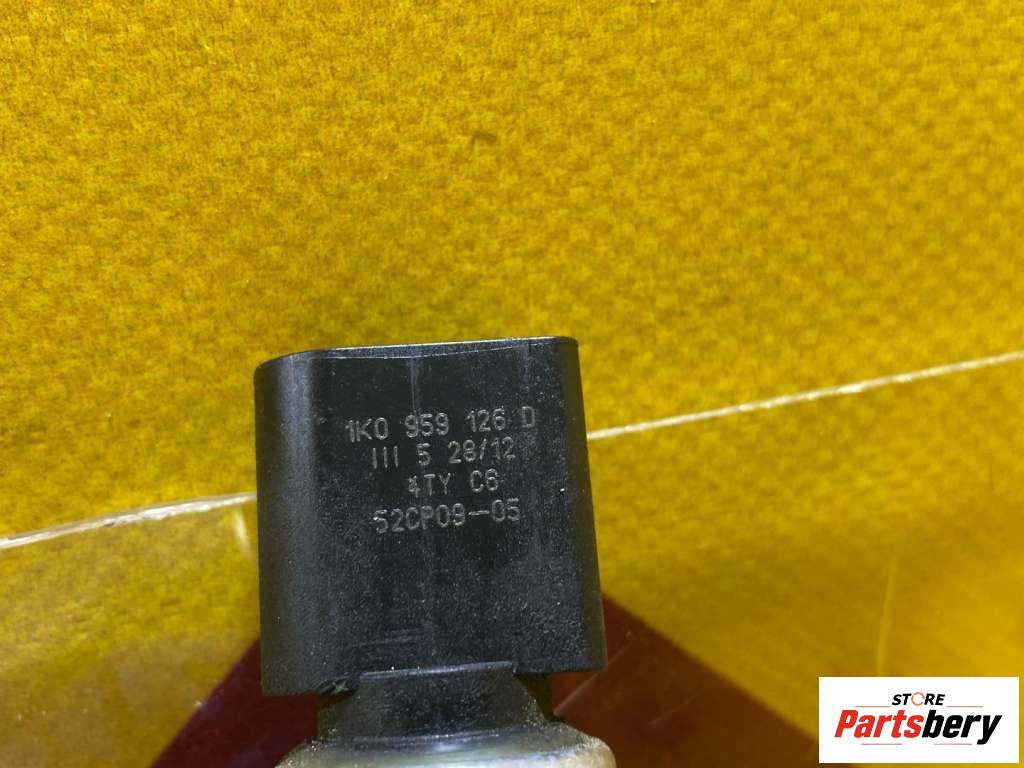 1K0 959 126 D
III 5 28/12
4TY C6
52CP09-05
STORE
Partsbery